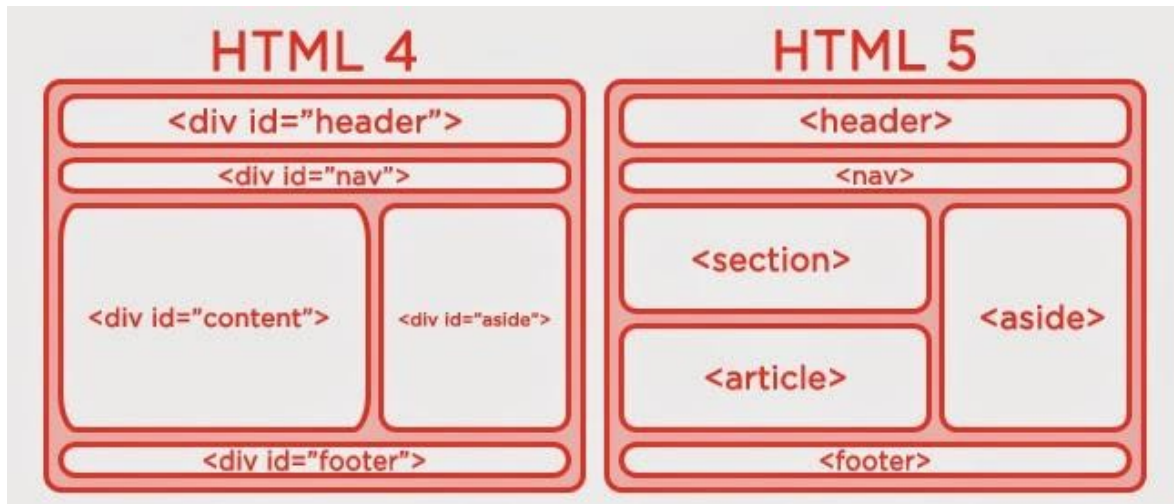 HTML 4
<div id=”header”>
<div id=”nav”>
<div id=”content”>
<div id=”aside”>
<div id=”footer”>
HTML 5
<header>
<nav>
<section>
<article>
<aside>
<footer>